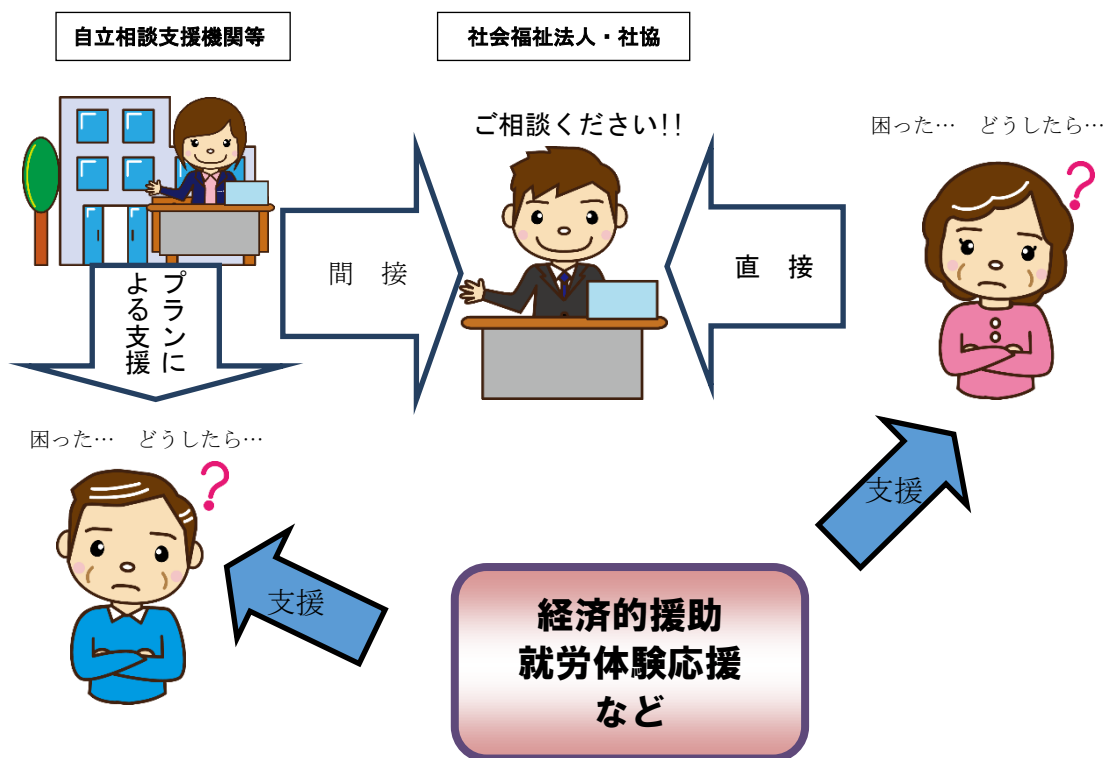 自立相談支援機関等
社会福祉法人・社協
ご相談ください!!
困った… どうしたら…
?
間 接
直 接
プランに
よる支援
困った… どうしたら…
?
支援
支援
経済的援助
就労体験応援
など